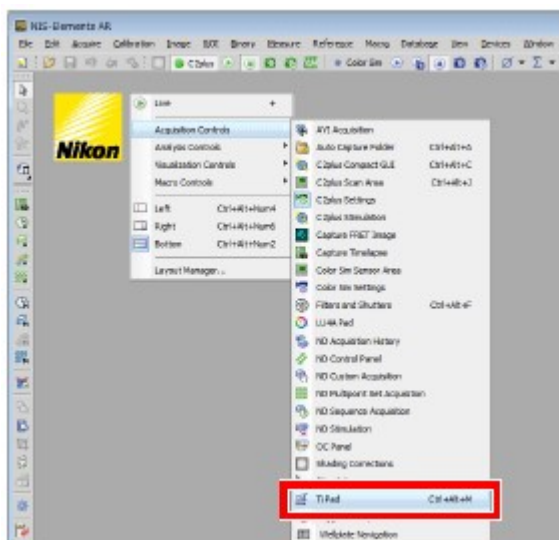 NIS-Elements AR
File Edit Acquire Calibration Image ROI Binary Measure Reference Macro Database View Devices Window
C2plus Color Sim
Nikon
Live
Acquisition Controls
Analysis Controls
Visualization Controls
Macro Controls
Left Ctrl+Alt+Num4
Right Ctrl+Alt+Num6
Bottom Ctrl+Alt+Num2
Layout Manager...
AVI Acquisition
Auto Capture Folder Ctrl+Alt+A
C2plus Compact GUI Ctrl+Alt+C
C2plus Scan Area Ctrl+Alt+J
C2plus Settings
C2plus Stimulation
Capture FRET Image
Capture Timelapse
Color Sim Sensor Area
Color Sim Settings
Filters and Shutters Ctrl+Alt+F
LU4A Pad
ND Acquisition History
ND Control Panel
ND Custom Acquisition
ND Multipoint Set Acquisition
ND Sequence Acquisition
ND Stimulation
OC Panel
Shading Corrections
Ti Pad Ctrl+Alt+M
Wellplate Navigation